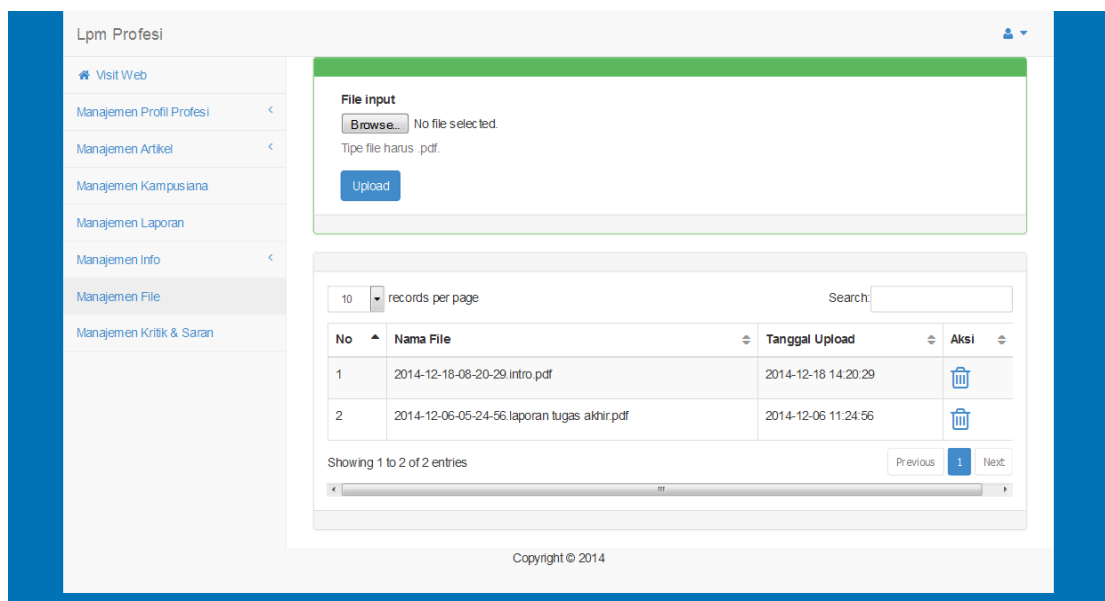 Lpm Profesi
Visit Web
Manajemen Profil Profesi
Manajemen Artikel
Manajemen Kampusiana
Manajemen Laporan
Manajemen Info
Manajemen File
Manajemen Kritik & Saran
File input
Browse... No file selected.
Tipe file harus .pdf.
Upload
10 records per page Search:
No Nama File Tanggal Upload Aksi
1 2014-12-18-08-20-29.intro.pdf 2014-12-18 14:20:29
2 2014-12-06-05-24-56.laporan tugas akhir.pdf 2014-12-06 11:24:56
Showing 1 to 2 of 2 entries Previous 1 Next
Copyright © 2014